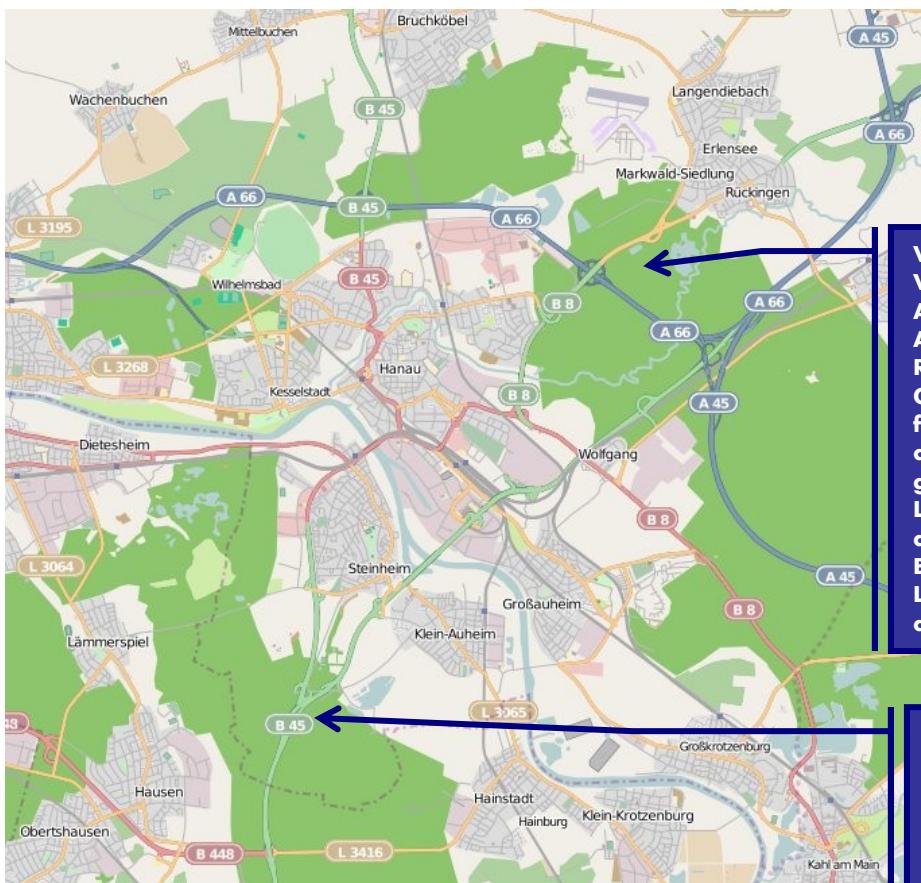 Bruchköbel
Mittelbuchen
A 45
Wachenbuchen
Langendiebach
B 45
A 66
Erlensee
Markwald-Siedlung
Rückingen
A 66
B 45
A 66
L 3195
B 45
Wilhelmsbad
B 8
A 66
A 66
L 3268
Hanau
Kesselstadt
B 8
A 45
Dietesheim
Wolfgang
B 8
L 3064
Steinheim
A 45
Großauheim
B 8
Klein-Auheim
Lämmerspiel
L 3065
B 45
48
Großkrotzenburg
Hausen
Hainstadt
Hainburg
Klein-Krotzenburg
Obertshausen
B 448
L 3416
Kahl am Main